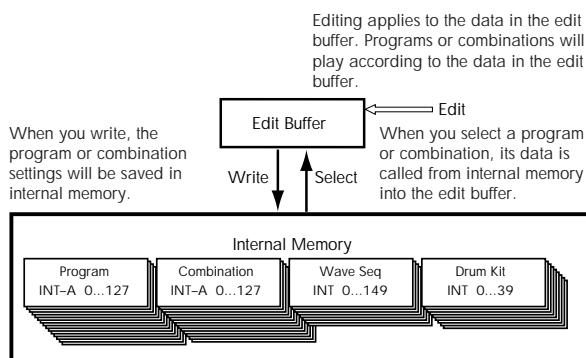 Editing applies to the data in the edit
buffer. Programs or combinations will
play according to the data in the edit
buffer.
Edit Buffer
Edit
When you write, the
program or combination
settings will be saved in
internal memory.
Write
Select
When you select a program
or combination, its data is
called from internal memory
into the edit buffer.
Internal Memory
Program
INT–A 0...127
Combination
INT–A 0...127
Wave Seq
INT 0...149
Drum Kit
INT 0...39